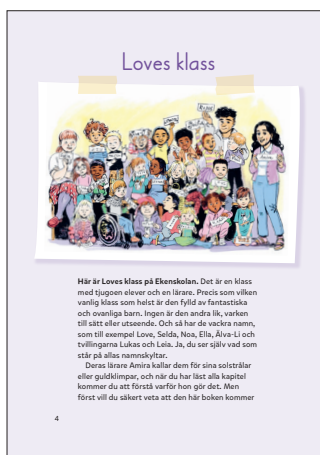 Loves klass
Här är Loves klass på Ekenskolan. Det är en klass
med tjugoen elever och en lärare. Precis som vilken
vanlig klass som helst är den fylld av fantastiska
och ovanliga barn. Ingen är den andra lik, varken
till sätt eller utseende. Och så har de vackra namn,
som till exempel Love, Selda, Noa, Ella, Älva-Li och
tvillingarna Lukas och Leia. Ja, du ser själv vad som
står på allas namnskyltar.
Deras lärare Amira kallar dem för sina solstrålar
eller guldklimpar, och när du har läst alla kapitel
kommer du att förstå varför hon gör det. Men
först vill du säkert veta att den här boken kommer
4